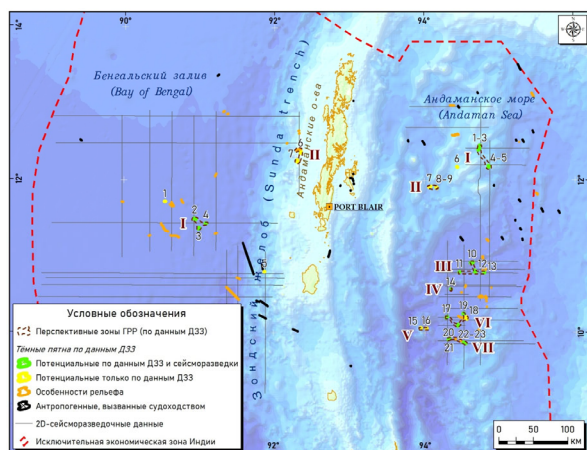 90°
92°
94°
14°
14°
Бенгальский залив
(Bay of Bengal)
Зондский желоб (Sunda trench)
Андаманские о-ва
Андаманское море
(Andaman Sea)
1-3
I
4-5
6
6
7
II
7
8-9
II
12°
12°
1
PORT BLAIR
2
4
I
3
10
III
11
12
13
14
IV
15
16
17
19
18
V
VI
20
22-23
21
VII
10°
Условные обозначения
Перспективные зоны ГРР (по данным ДЗЗ)
Тёмные пятна по данным ДЗЗ
Потенциальные по данным ДЗЗ и сейсморазведки
Потенциальные только по данным ДЗЗ
Особенности рельефа
Антропогенные, вызванные судоходством
2D-сейсморазведочные данные
Исключительная экономическая зона Индии
92°
94°
0
50
100
КМ